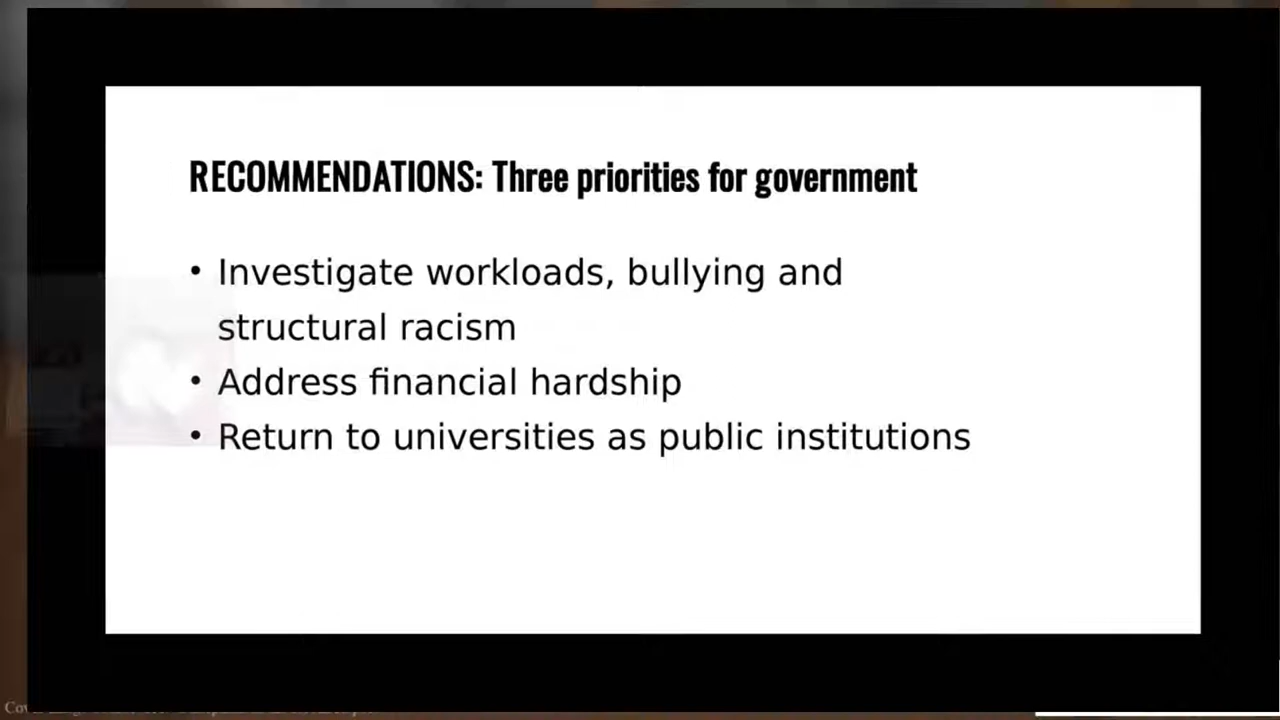 RECOMMENDATIONS: Three priorities for government
• Investigate workloads, bullying and
structural racism
• Address financial hardship
• Return to universities as public institutions